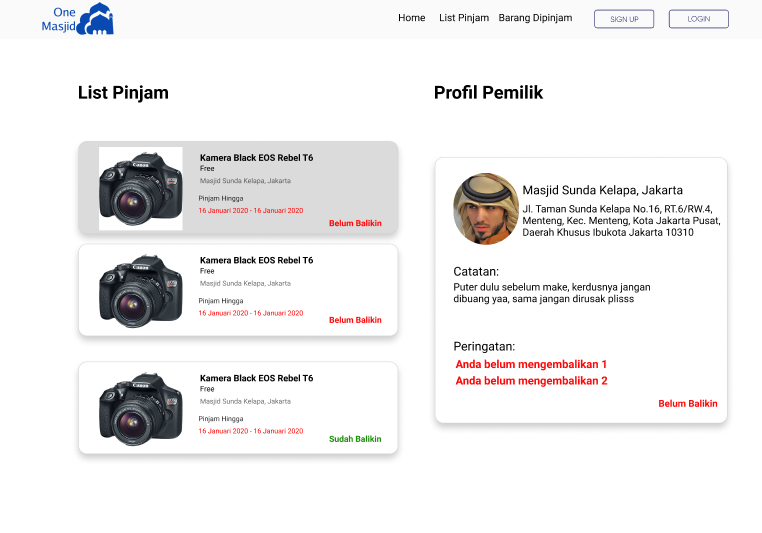 One
Masjid
Home List Pinjam Barang Dipinjam SIGN UP LOGIN
List Pinjam
Kamera Black EOS Rebel T6
Free
Masjid Sunda Kelapa, Jakarta
Pinjam Hingga
16 Januari 2020 - 16 Januari 2020
Belum Balikin
Kamera Black EOS Rebel T6
Free
Masjid Sunda Kelapa, Jakarta
Pinjam Hingga
16 Januari 2020 - 16 Januari 2020
Belum Balikin
Kamera Black EOS Rebel T6
Free
Masjid Sunda Kelapa, Jakarta
Pinjam Hingga
16 Januari 2020 - 16 Januari 2020
Sudah Balikin
Profil Pemilik
Masjid Sunda Kelapa, Jakarta
Jl. Taman Sunda Kelapa No.16, RT.6/RW.4,
Menteng, Kec. Menteng, Kota Jakarta Pusat,
Daerah Khusus Ibukota Jakarta 10310
Catatan:
Puter dulu sebelum make, kerdusnya jangan
dibuang yaa, sama jangan dirusak plisss
Peringatan:
Anda belum mengembalikan 1
Anda belum mengembalikan 2
Belum Balikin
Canon
Canon
Canon